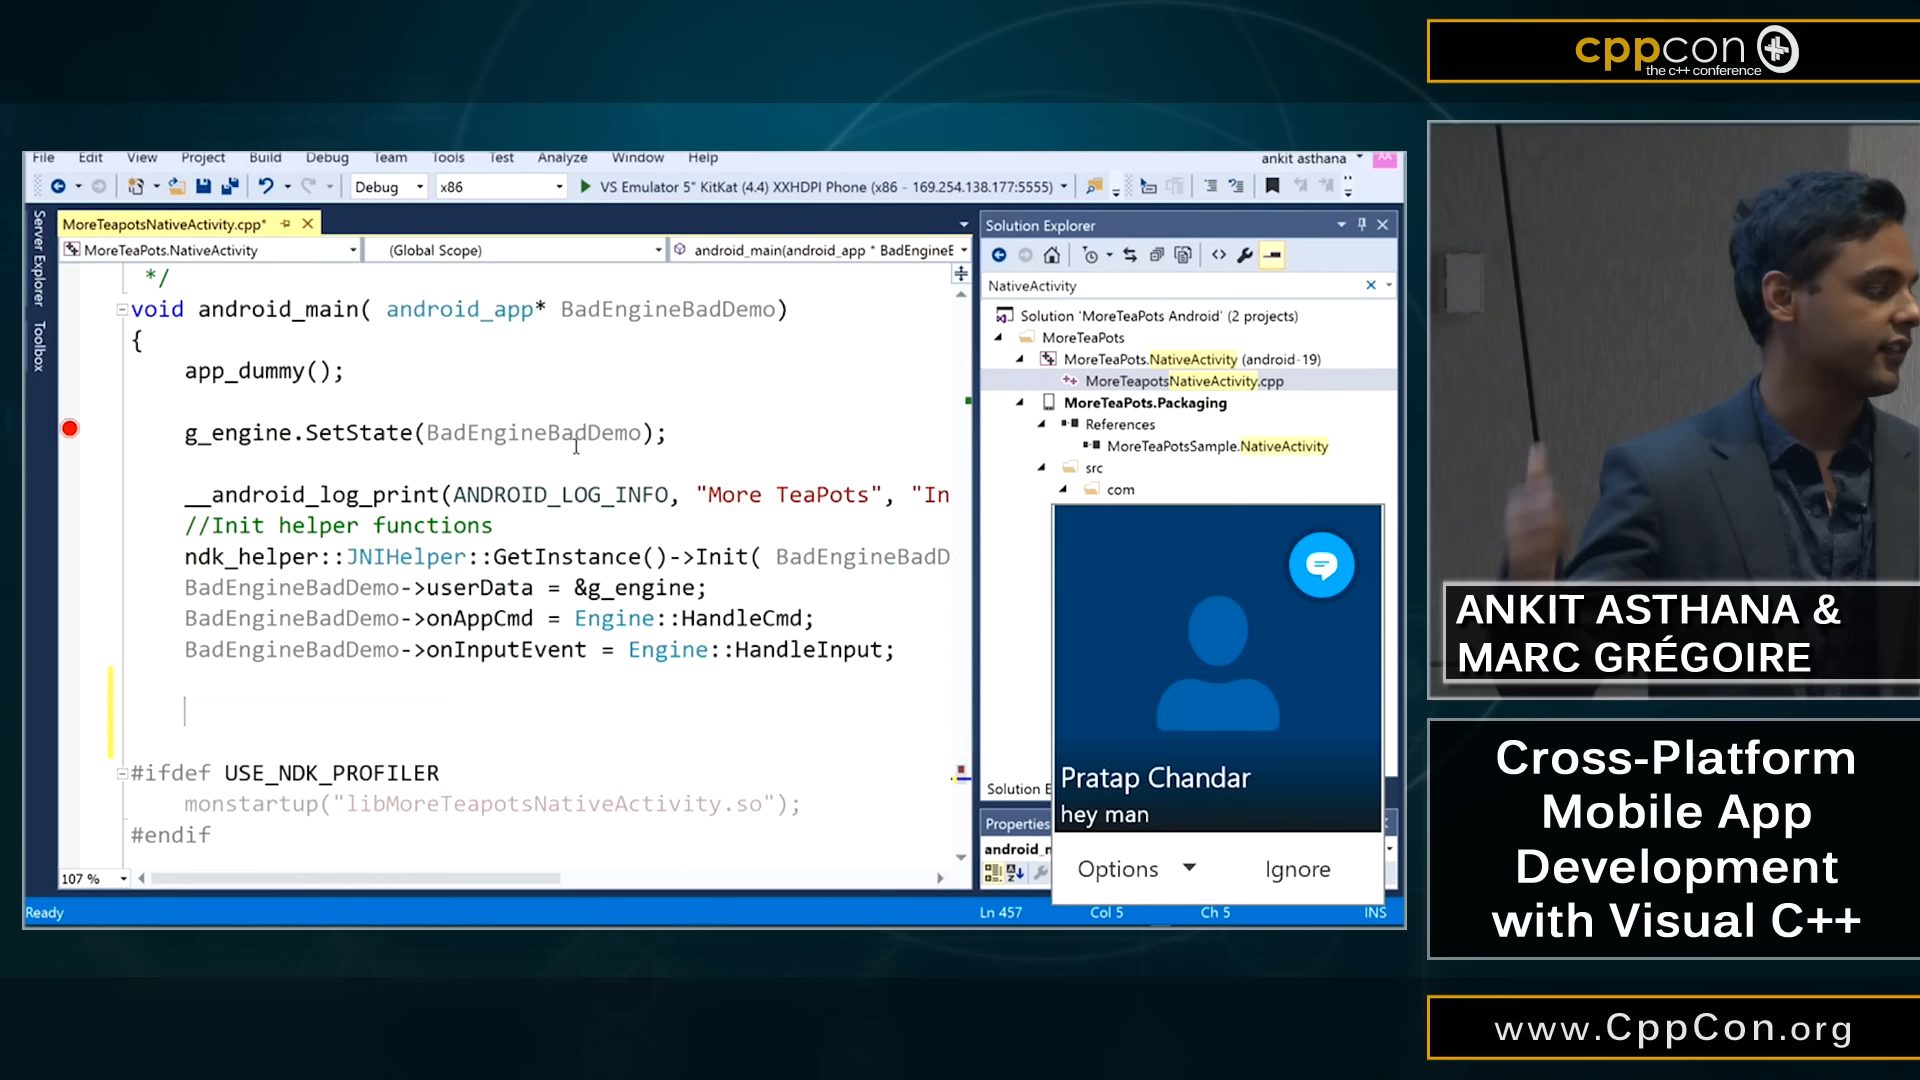 cppcon
the c++ conference
File Edit View Project Build Debug Team Tools Test Analyze Window Help
ankit asthana
AA
Debug x86 VS Emulator 5" KitKat (4.4) XXHDPI Phone (x86 - 169.254.138.177:5555)
Server Explorer
Toolbox
MoreTeapotsNativeActivity.cpp*
MoreTeaPots.NativeActivity (Global Scope) android_main(android_app * BadEngineE
*/
void android_main( android_app* BadEngineBadDemo)
{
app_dummy();
g_engine.SetState(BadEngineBadDemo);
__android_log_print(ANDROID_LOG_INFO, "More TeaPots", "In
//Init helper functions
ndk_helper::JNIHelper::GetInstance()->Init( BadEngineBadD
BadEngineBadDemo->userData = &g_engine;
BadEngineBadDemo->onAppCmd = Engine::HandleCmd;
BadEngineBadDemo->onInputEvent = Engine::HandleInput;
#ifdef USE_NDK_PROFILER
monstartup("libMoreTeapotsNativeActivity.so");
#endif
107 %
Solution Explorer
NativeActivity
Solution 'MoreTeaPots Android' (2 projects)
MoreTeaPots
MoreTeaPots.NativeActivity (android-19)
MoreTeapotsNativeActivity.cpp
MoreTeaPots.Packaging
References
MoreTeaPotsSample.NativeActivity
src
com
Solution E
Properties
android_m
Pratap Chandar
hey man
Options Ignore
Ready Ln 457 Col 5 Ch 5 INS
ANKIT ASTHANA &
MARC GRÉGOIRE
Cross-Platform
Mobile App
Development
with Visual C++
www.CppCon.org